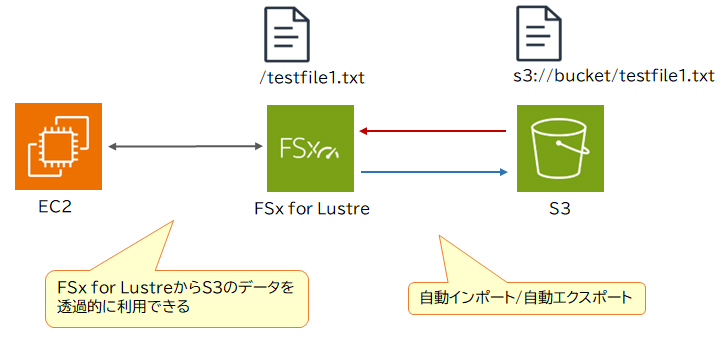 /testfile1.txt
s3://bucket/testfile1.txt
FSx
EC2
FSx for Lustre
S3
FSx for LustreからS3のデータを
透過的に利用できる
自動インポート/自動エクスポート